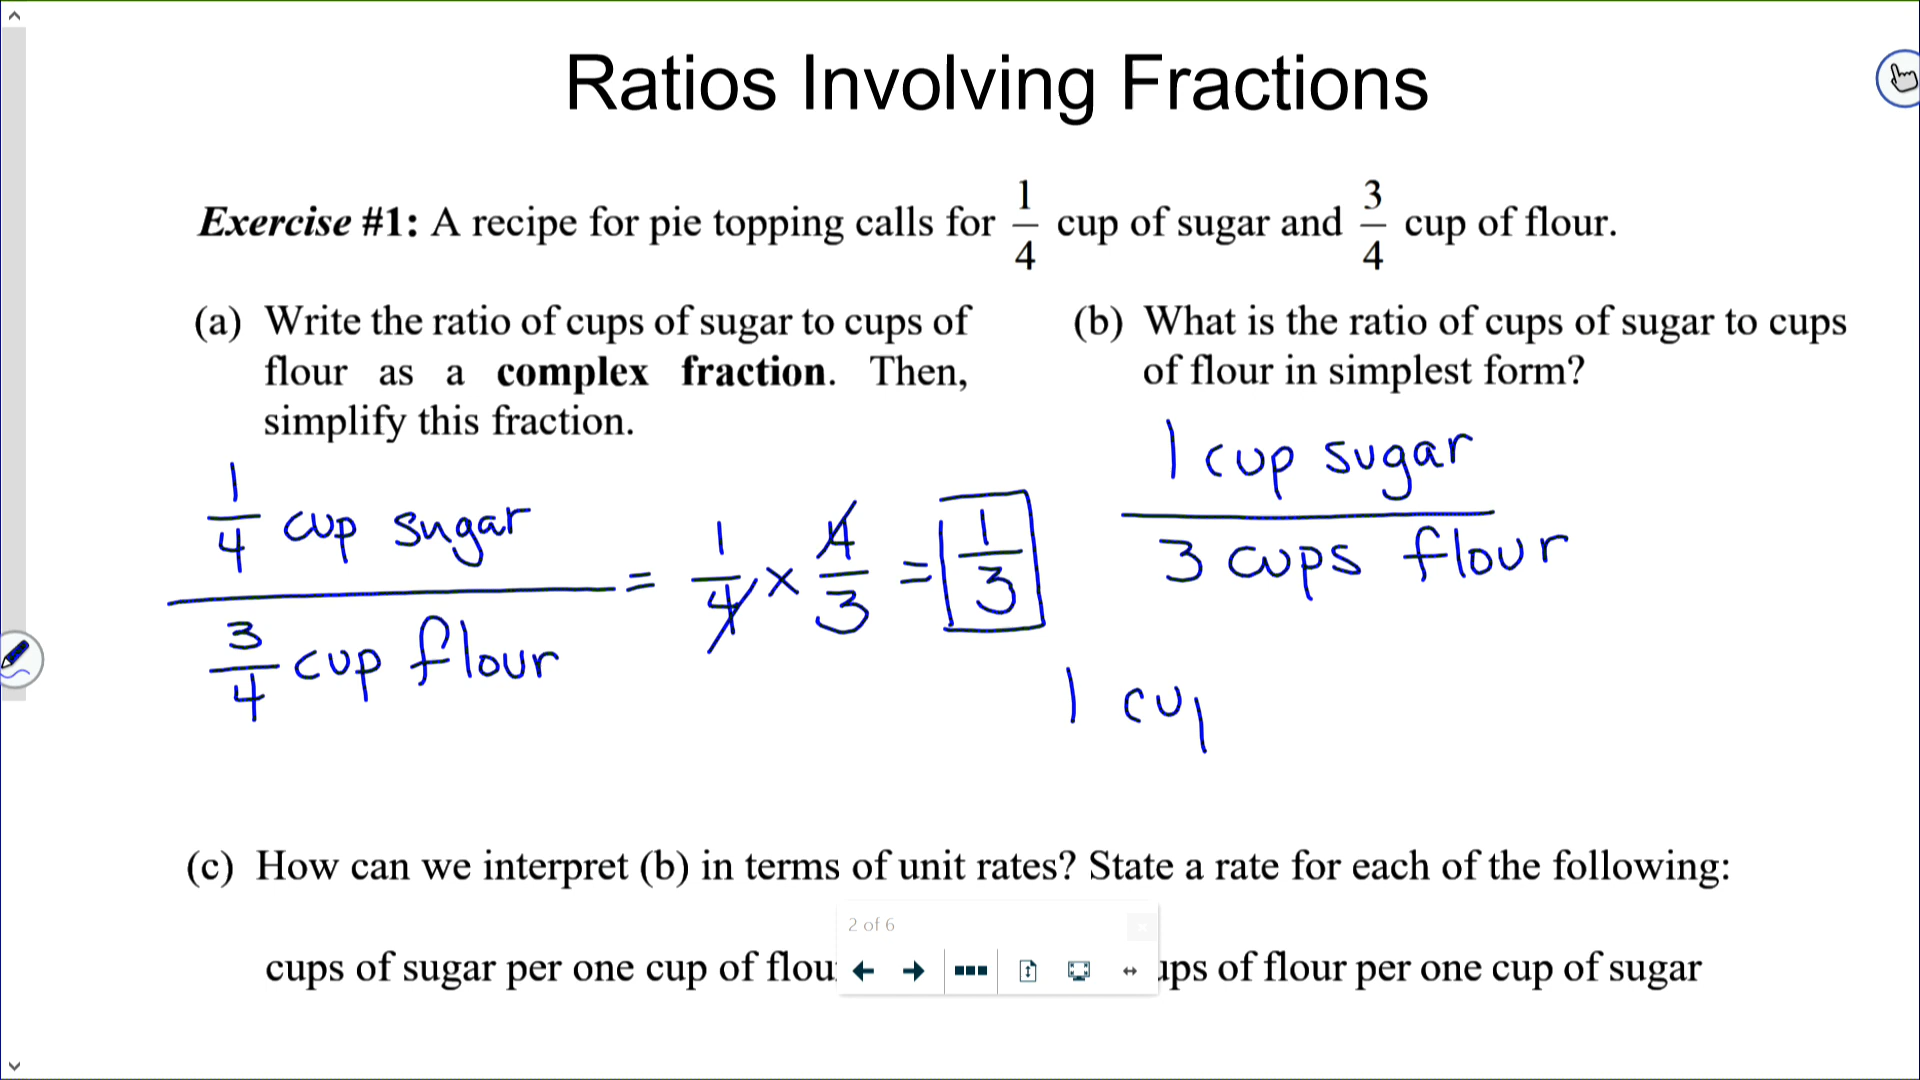 Ratios Involving Fractions
Exercise #1: A recipe for pie topping calls for 1/4 cup of sugar and 3/4 cup of flour.
(a) Write the ratio of cups of sugar to cups of
flour as a complex fraction. Then,
simplify this fraction.
1/4 cup sugar
3/4 cup flour
= 1/4 × 4/3 = 1/3
(b) What is the ratio of cups of sugar to cups
of flour in simplest form?
1 cup sugar
3 cups flour
1 cup
(c) How can we interpret (b) in terms of unit rates? State a rate for each of the following:
cups of sugar per one cup of flou
ups of flour per one cup of sugar
2 of 6